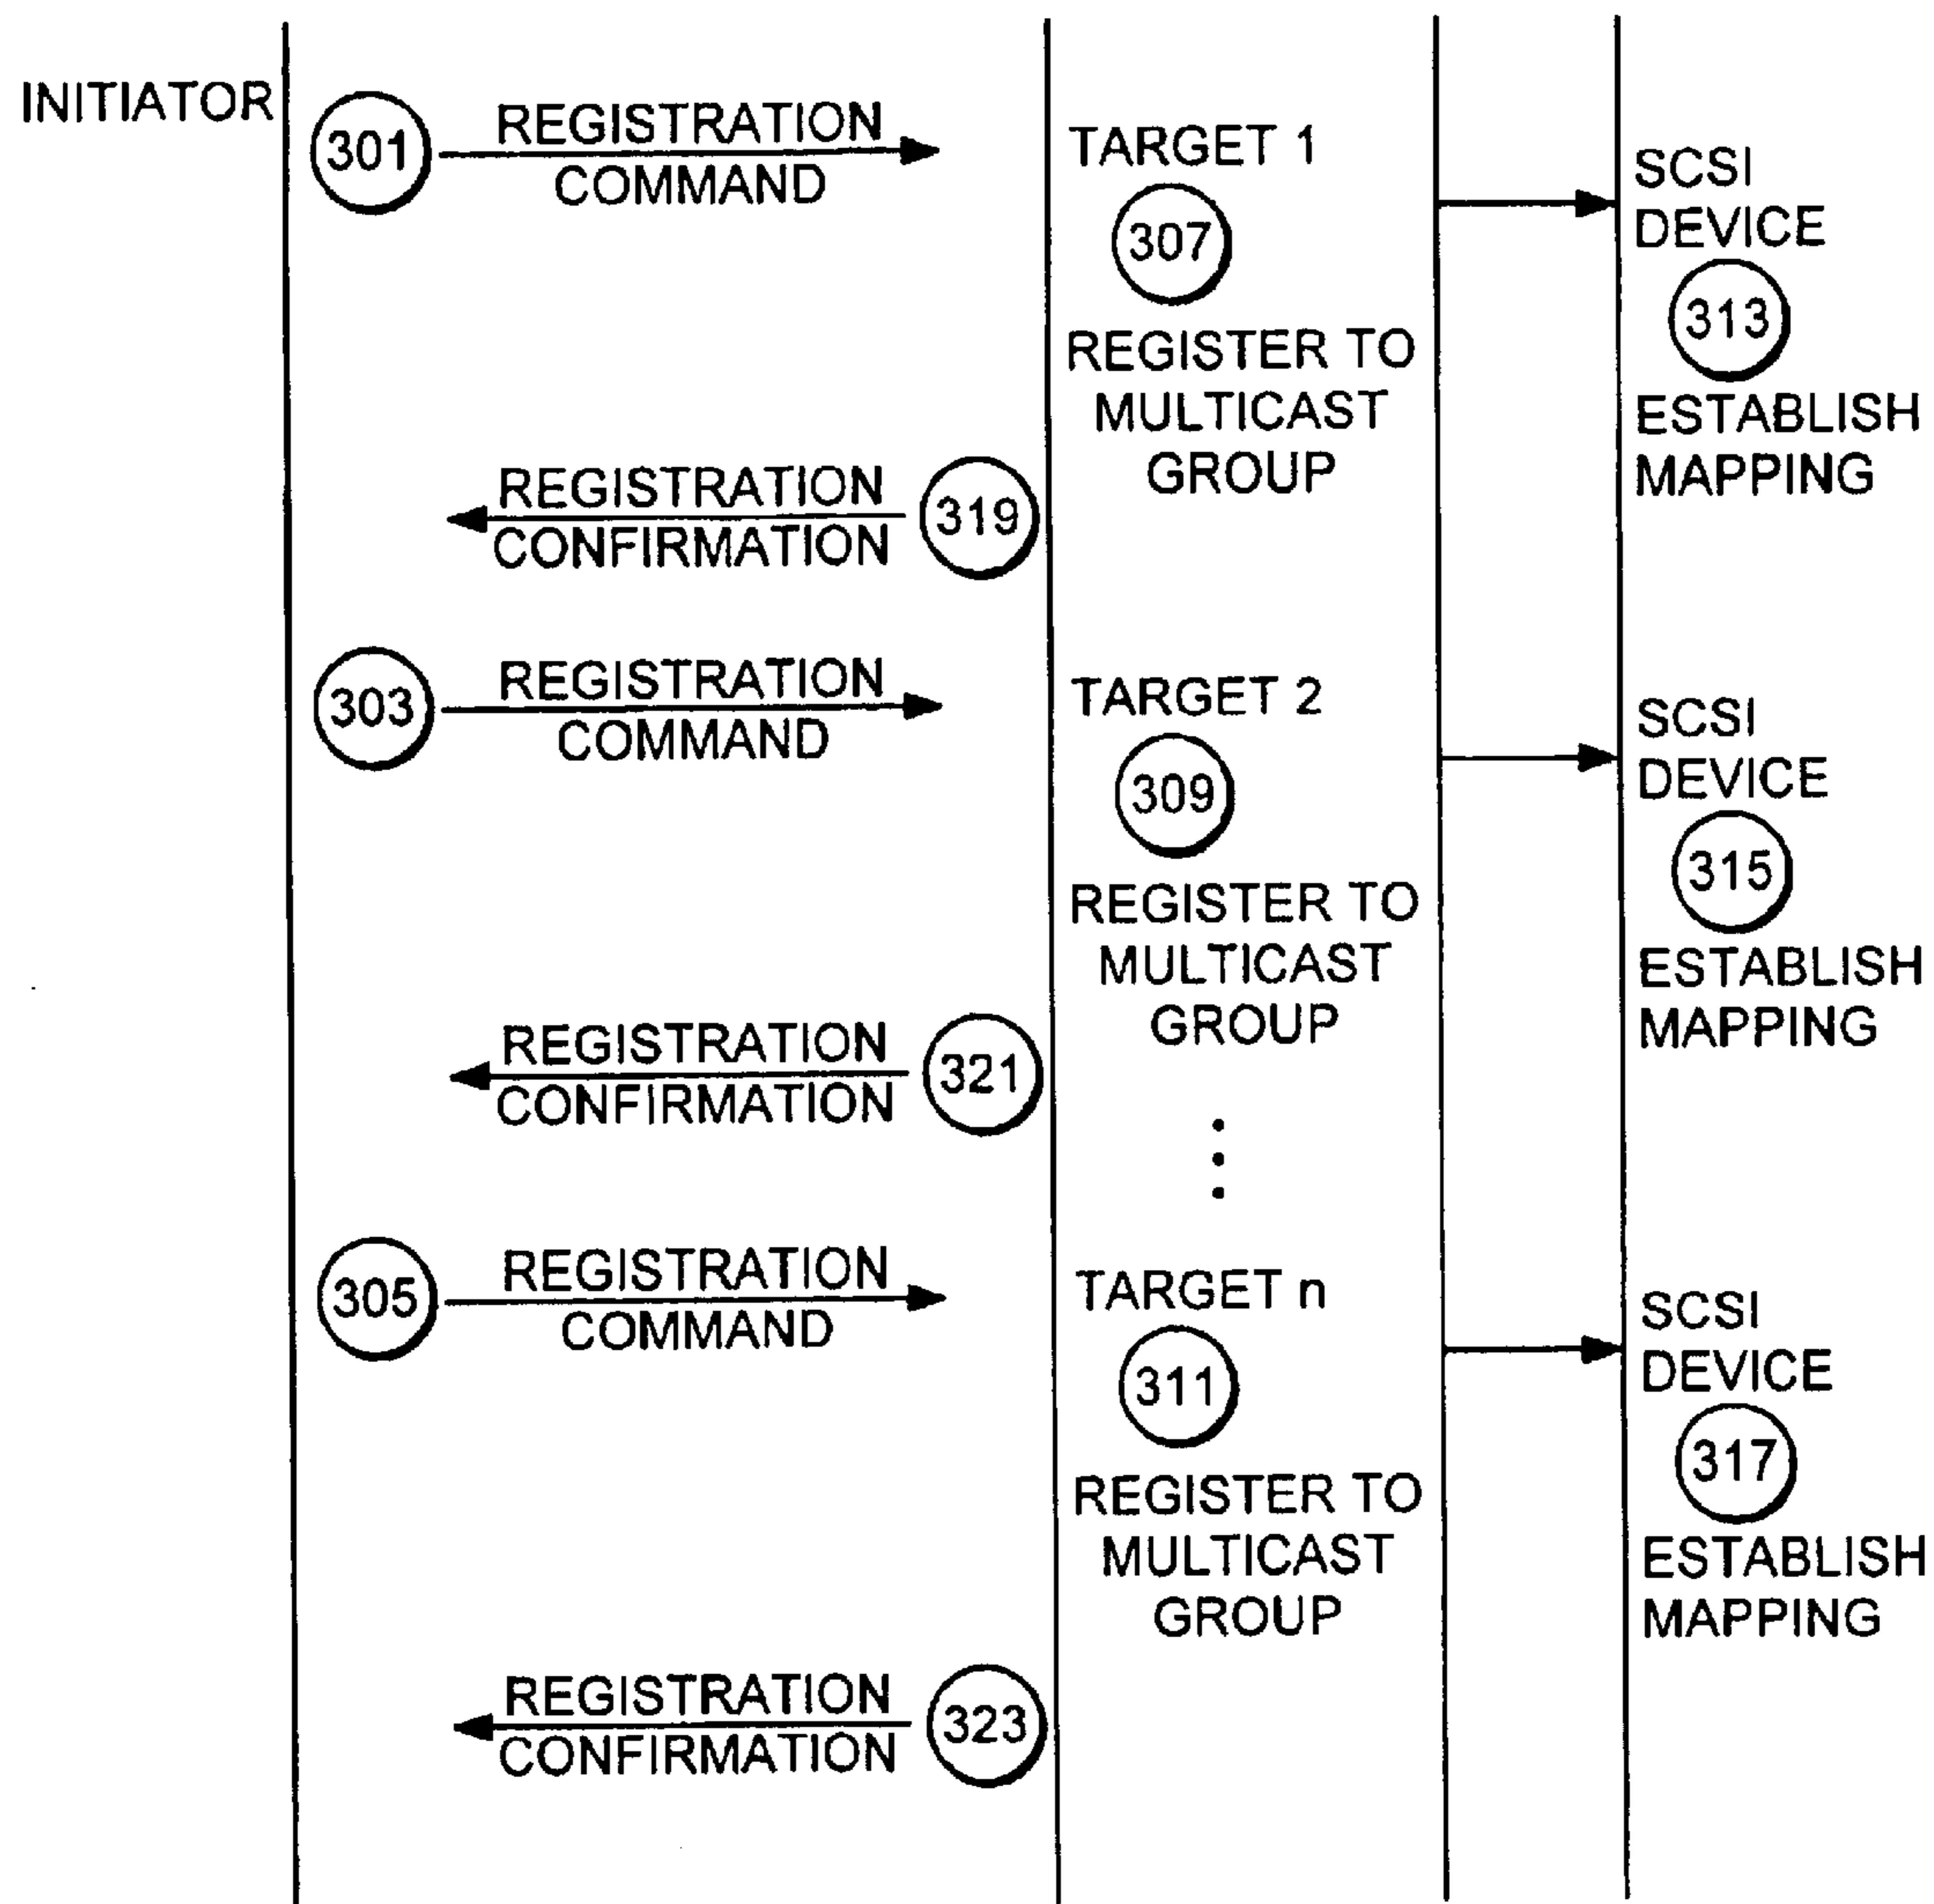 INITIATOR
301
REGISTRATION
COMMAND
TARGET 1
307
REGISTER TO
MULTICAST
GROUP
SCSI
DEVICE
313
ESTABLISH
MAPPING
REGISTRATION
CONFIRMATION
319
303
REGISTRATION
COMMAND
TARGET 2
309
REGISTER TO
MULTICAST
GROUP
SCSI
DEVICE
315
ESTABLISH
MAPPING
REGISTRATION
CONFIRMATION
321
305
REGISTRATION
COMMAND
TARGET n
311
REGISTER TO
MULTICAST
GROUP
SCSI
DEVICE
317
ESTABLISH
MAPPING
REGISTRATION
CONFIRMATION
323